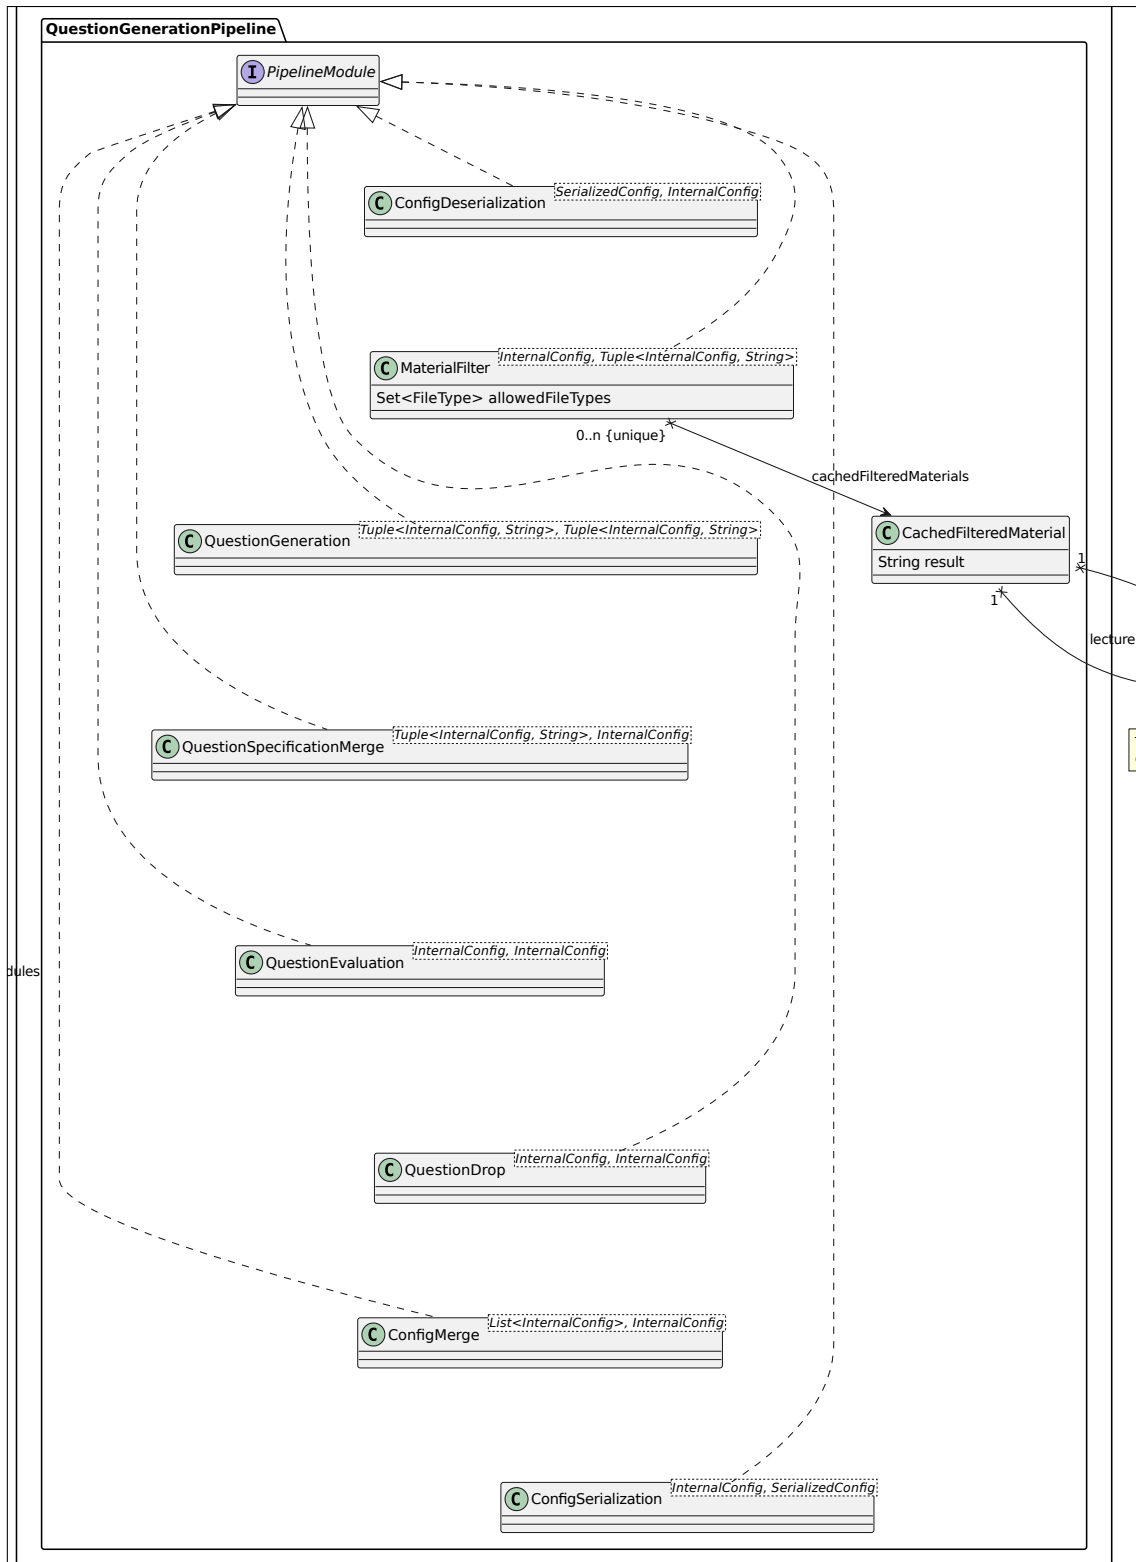 QuestionGenerationPipeline
I PipelineModule
SerializedConfig, InternalConfig
C ConfigDeserialization
InternalConfig, Tuple<InternalConfig, String>
C MaterialFilter
Set<FileType> allowedFileTypes
0..n {unique}
cachedFilteredMaterials
Tuple<InternalConfig, String>, Tuple<InternalConfig, String>
C QuestionGeneration
C CachedFilteredMaterial
String result
1
1
lecture
Tuple<InternalConfig, String>, InternalConfig
C QuestionSpecificationMerge
InternalConfig, InternalConfig
C QuestionEvaluation
dules
InternalConfig, InternalConfig
C QuestionDrop
List<InternalConfig>, InternalConfig
C ConfigMerge
InternalConfig, SerializedConfig
C ConfigSerialization